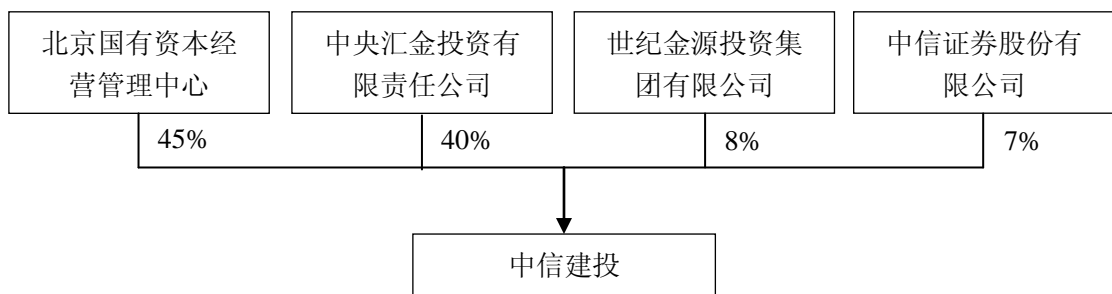 北京国有资本经
营管理中心
中央汇金投资有
限责任公司
世纪金源投资集
团有限公司
中信证券股份有
限公司
45%
40%
8%
7%
中信建投